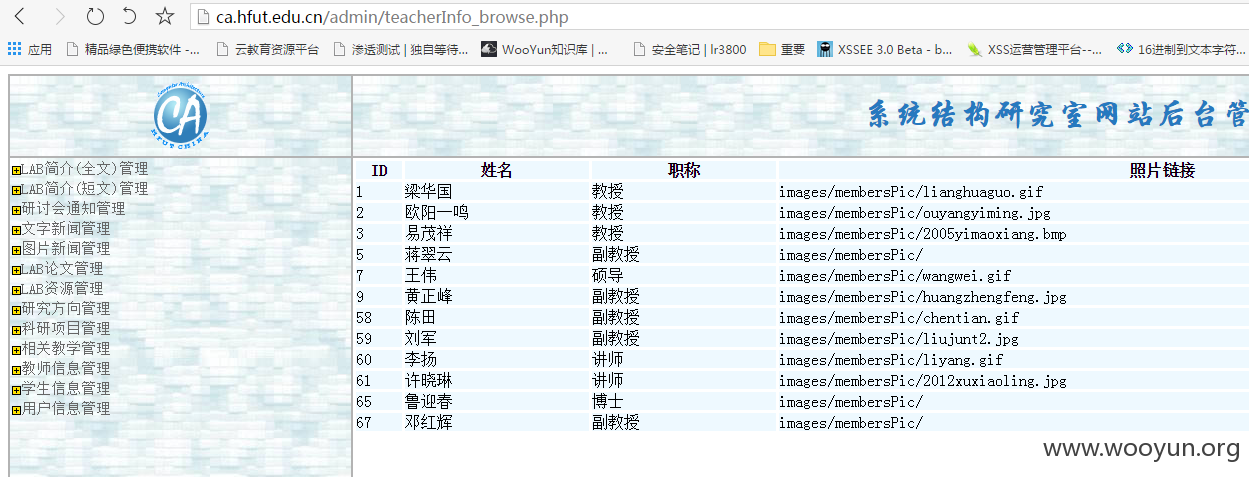 ca.hfut.edu.cn/admin/teacherInfo_browse.php
应用 精品绿色便携软件 -... 云教育资源平台 渗透测试 | 独自等待... WooYun知识库 | ... 安全笔记 | lr3800 重要 XSSEE 3.0 Beta - b... XSS运营管理平台--... 16进制到文本字符...
Computer Architecture
CA
HFUT CHINA
系统结构研究室网站后台管
LAB简介(全文)管理
LAB简介(短文)管理
研讨会通知管理
文字新闻管理
图片新闻管理
LAB论文管理
LAB资源管理
研究方向管理
科研项目管理
相关教学管理
教师信息管理
学生信息管理
用户信息管理
ID 姓名 职称 照片链接
1 梁华国 教授 images/membersPic/lianghuaguo.gif
2 欧阳一鸣 教授 images/membersPic/ouyangyiming.jpg
3 易茂祥 教授 images/membersPic/2005yimaoxiang.bmp
5 蒋翠云 副教授 images/membersPic/
7 王伟 硕导 images/membersPic/wangwei.gif
9 黄正峰 副教授 images/membersPic/huangzhengfeng.jpg
58 陈田 副教授 images/membersPic/chentian.gif
59 刘军 副教授 images/membersPic/liujunt2.jpg
60 李扬 讲师 images/membersPic/liyang.gif
61 许晓琳 讲师 images/membersPic/2012xuxiaoling.jpg
65 鲁迎春 博士 images/membersPic/
67 邓红辉 副教授 images/membersPic/
www.wooyun.org